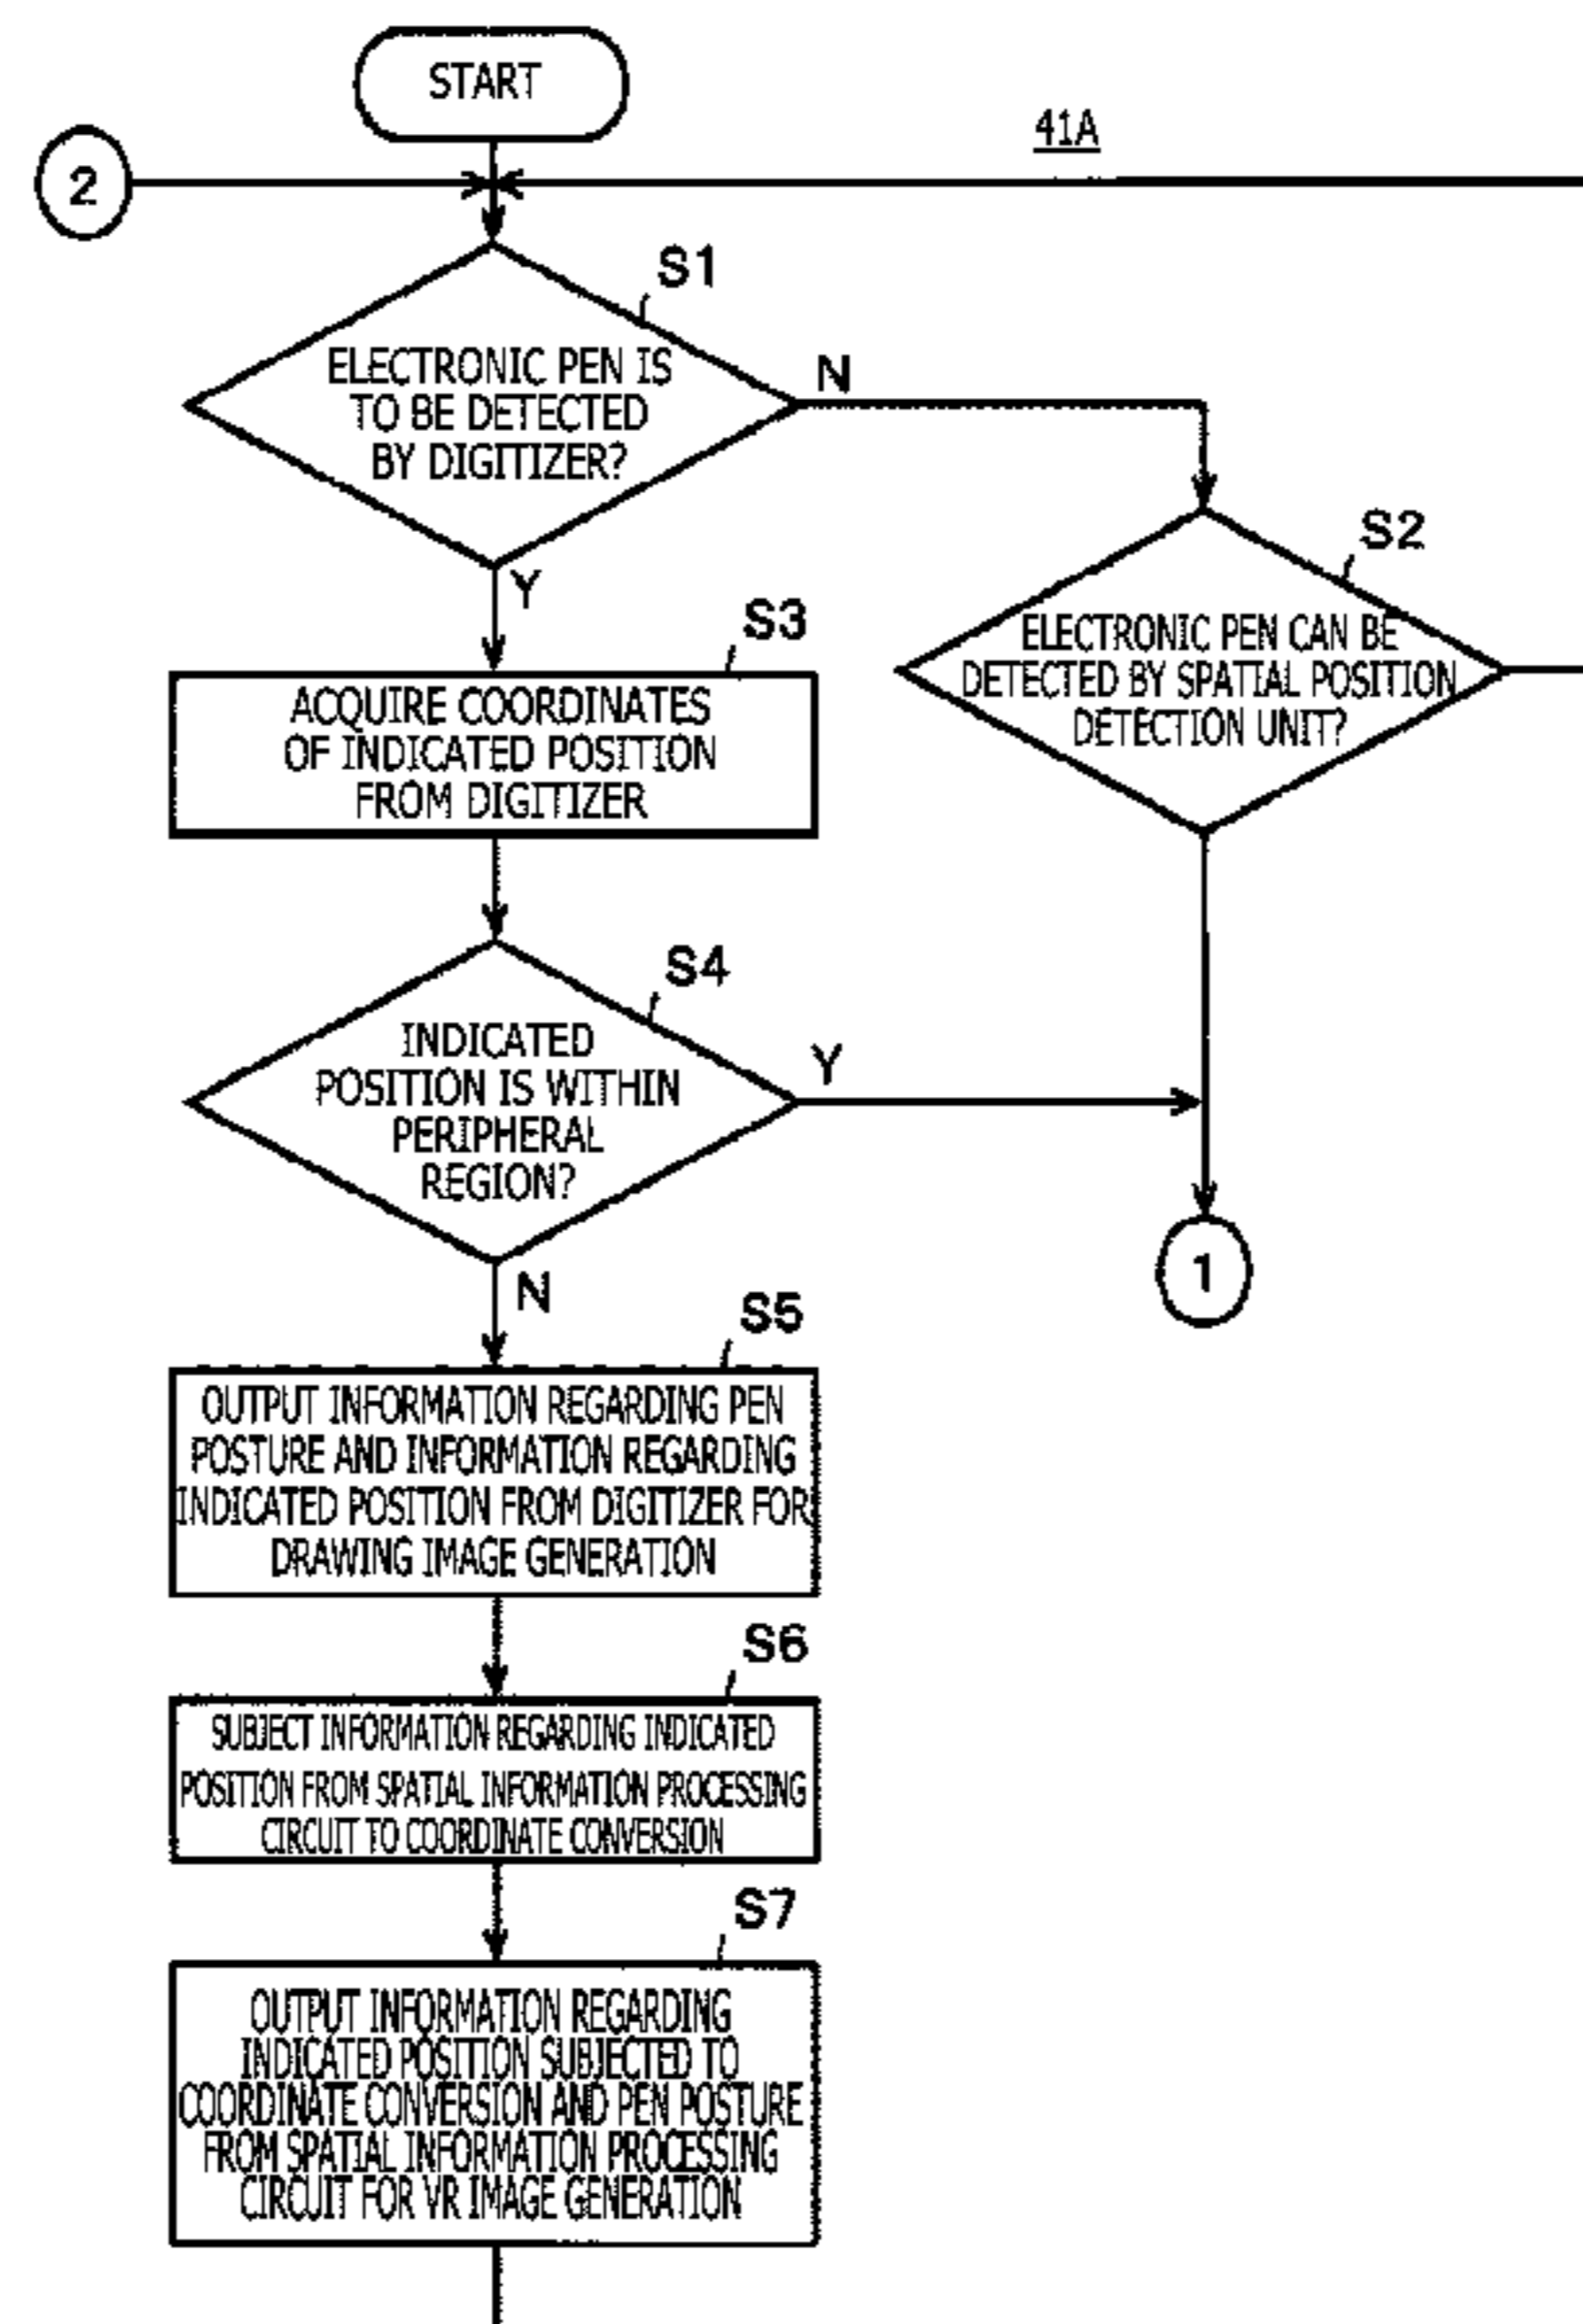 START
41A
2
S1
ELECTRONIC PEN IS
TO BE DETECTED
BY DIGITIZER?
N
Y
S2
ELECTRONIC PEN CAN BE
DETECTED BY SPATIAL POSITION
DETECTION UNIT?
S3
ACQUIRE COORDINATES
OF INDICATED POSITION
FROM DIGITIZER
S4
INDICATED
POSITION IS WITHIN
PERIPHERAL
REGION?
Y
N
1
S5
OUTPUT INFORMATION REGARDING PEN
POSTURE AND INFORMATION REGARDING
INDICATED POSITION FROM DIGITIZER FOR
DRAWING IMAGE GENERATION
S6
SUBJECT INFORMATION REGARDING INDICATED
POSITION FROM SPATIAL INFORMATION PROCESSING
CIRCUIT TO COORDINATE CONVERSION
S7
OUTPUT INFORMATION REGARDING
INDICATED POSITION SUBJECTED TO
COORDINATE CONVERSION AND PEN POSTURE
FROM SPATIAL INFORMATION PROCESSING
CIRCUIT FOR VR IMAGE GENERATION